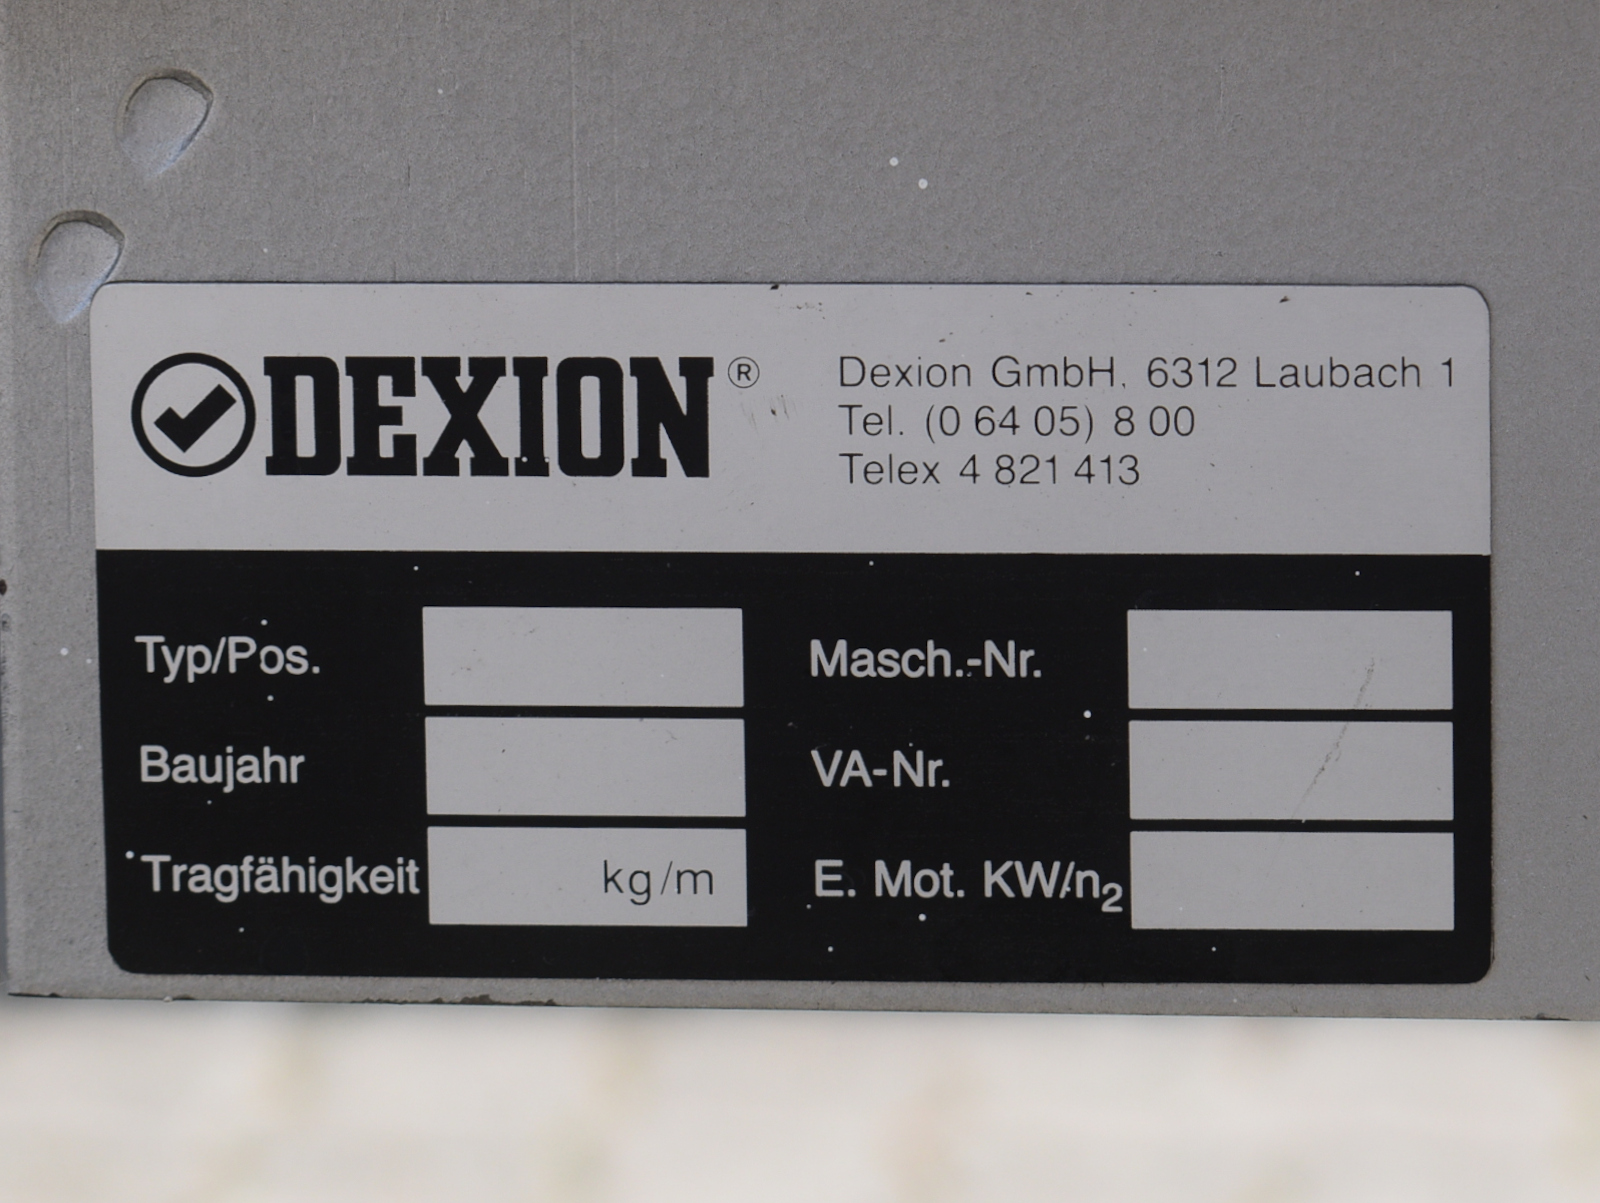 DEXION®
Dexion GmbH, 6312 Laubach 1
Tel. (0 64 05) 8 00
Telex 4 821 413
Typ/Pos.
Baujahr
Tragfähigkeit kg/m
Masch.-Nr.
VA-Nr.
E. Mot. KW/n₂